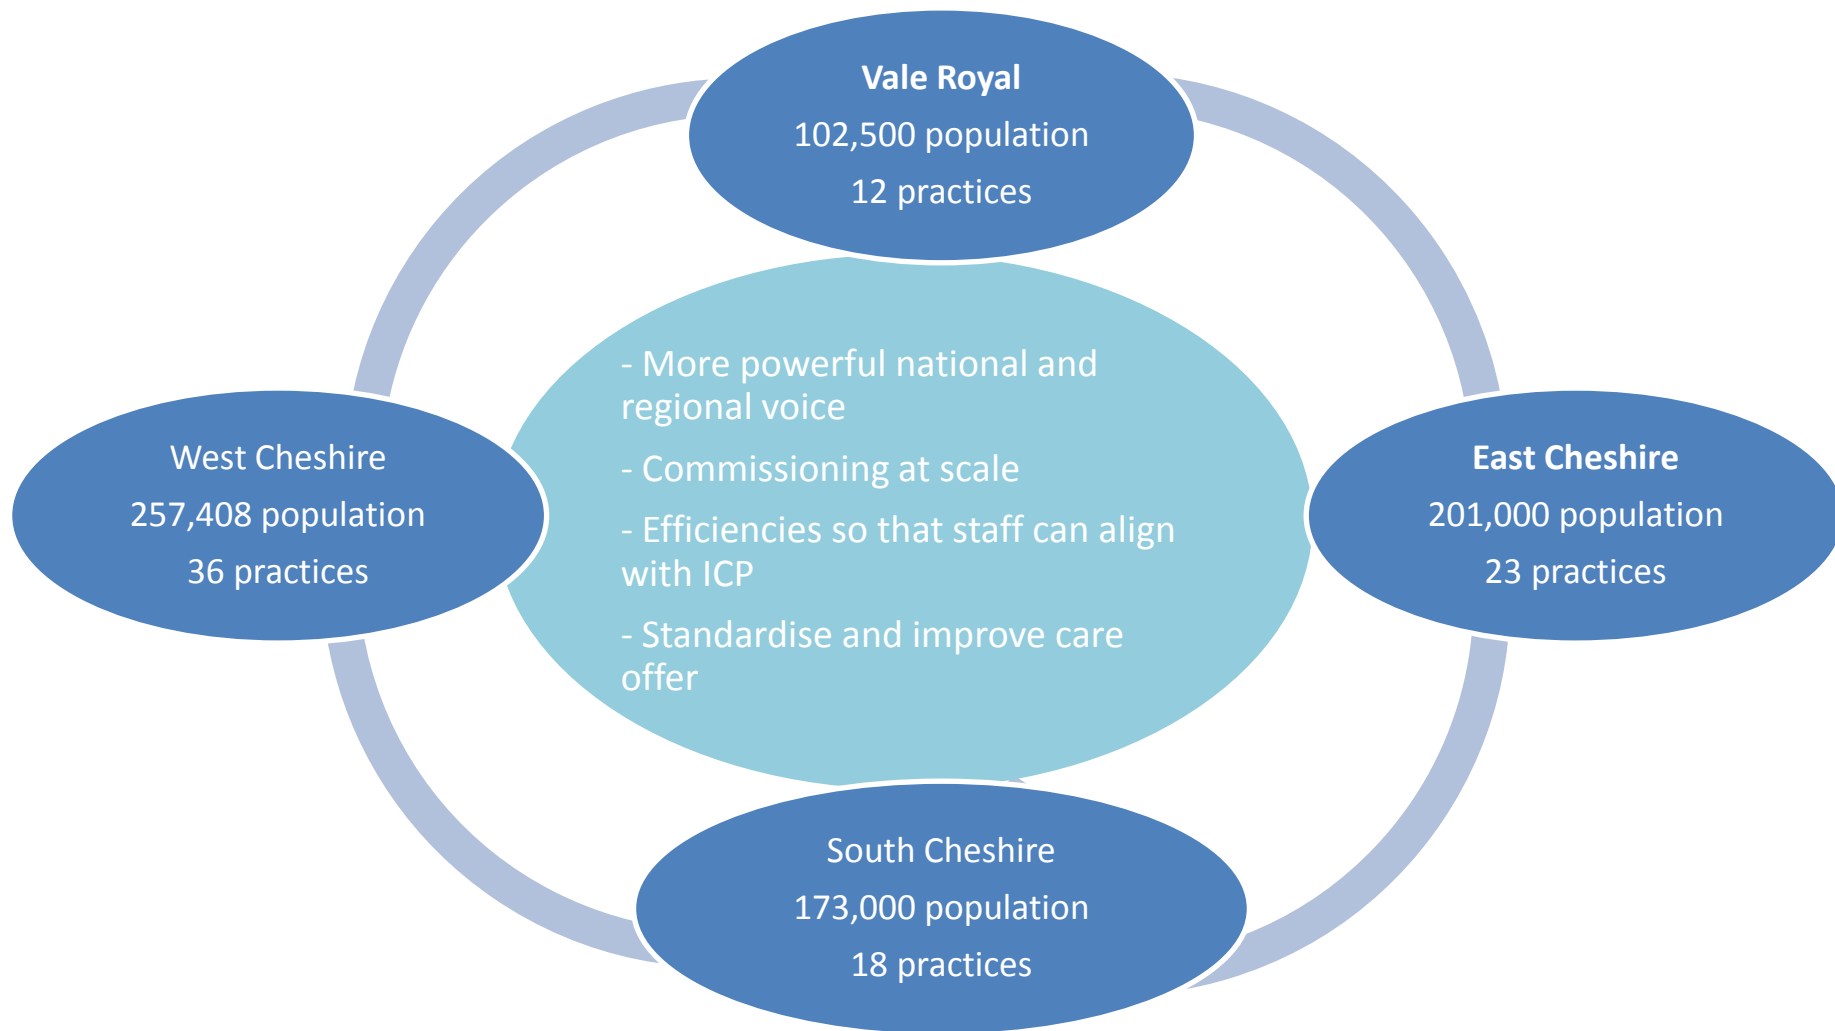 Vale Royal
102,500 population
12 practices
- More powerful national and
regional voice
- Commissioning at scale
- Efficiencies so that staff can align
with ICP
- Standardise and improve care
offer
West Cheshire
257,408 population
36 practices
East Cheshire
201,000 population
23 practices
South Cheshire
173,000 population
18 practices